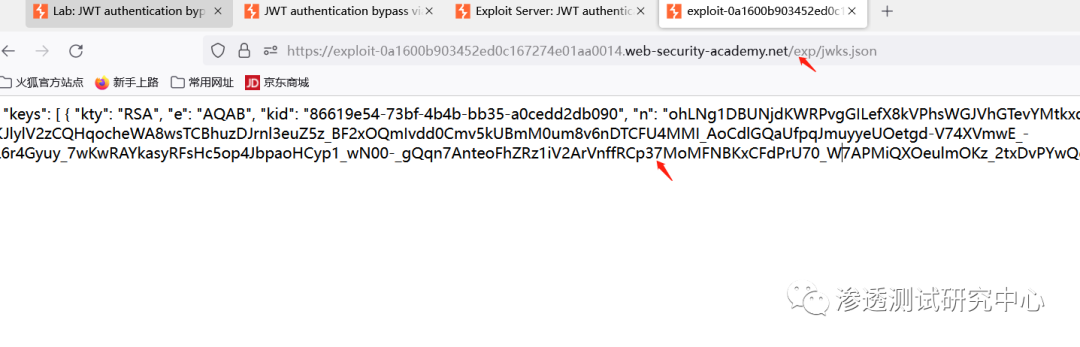 Lab: JWT authentication byp
JWT authentication bypass via
Exploit Server: JWT authentic
exploit-0a1600b903452ed0c1
https://exploit-0a1600b903452ed0c167274e01aa0014.web-security-academy.net/exp/jwks.json
火狐官方站点 新手上路 常用网址 JD 京东商城
"keys": [ { "kty": "RSA", "e": "AQAB", "kid": "86619e54-73bf-4b4b-bb35-a0cedd2db090", "n": "ohLNg1DBUNjdKWRPvgGILefX8kVPhsWGJVhGTevYMtkxc
KJlyIV2zCQHqocheWA8wsTCBhuzDJrnl3euZ5z_BF2xOQmIvdd0Cmv5kUBmM0um8v6nDTCFU4MMI_AoCdlGQaUfpqJmuyyeUOetgd-V74XVmwE_-
6r4Gyuy_7wKwRAYkasyRFsHc5op4JbpaoHCyp1_wN00-_gQqn7AnteoFhZRz1iV2ArVnffRCp37MoMFNBKxCFdPrU70_W7APMiQXOeulmOKz_2txDvPYwQ
渗透测试研究中心